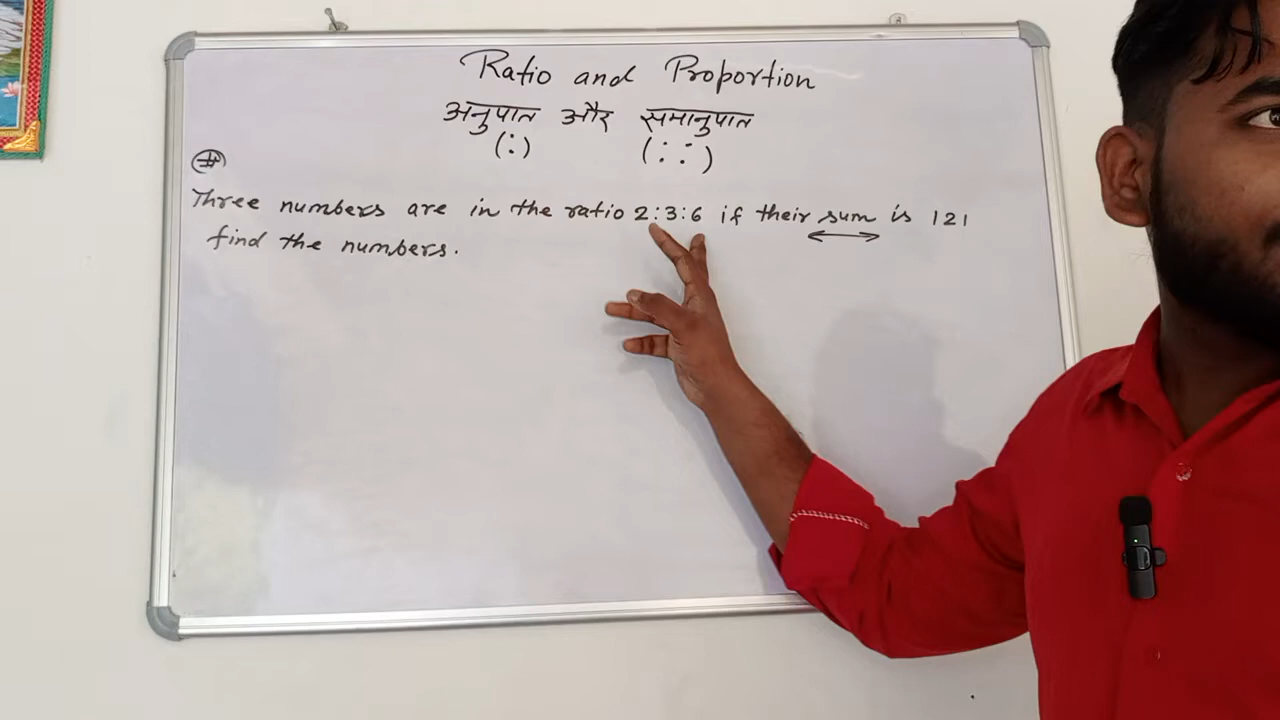 Ratio and Proportion
अनुपात और समानुपात
(:) (::)
#
Three numbers are in the ratio 2:3:6 if their sum is 121
find the numbers.